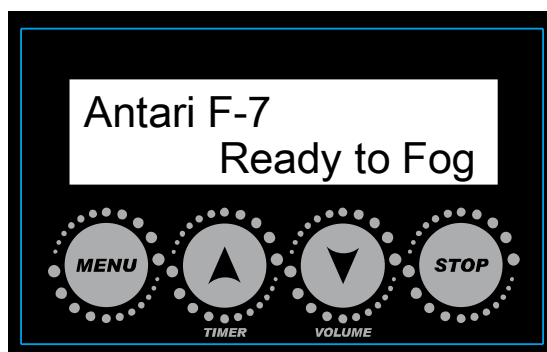 Antari F-7
Ready to Fog
MENU
STOP
TIMER
VOLUME